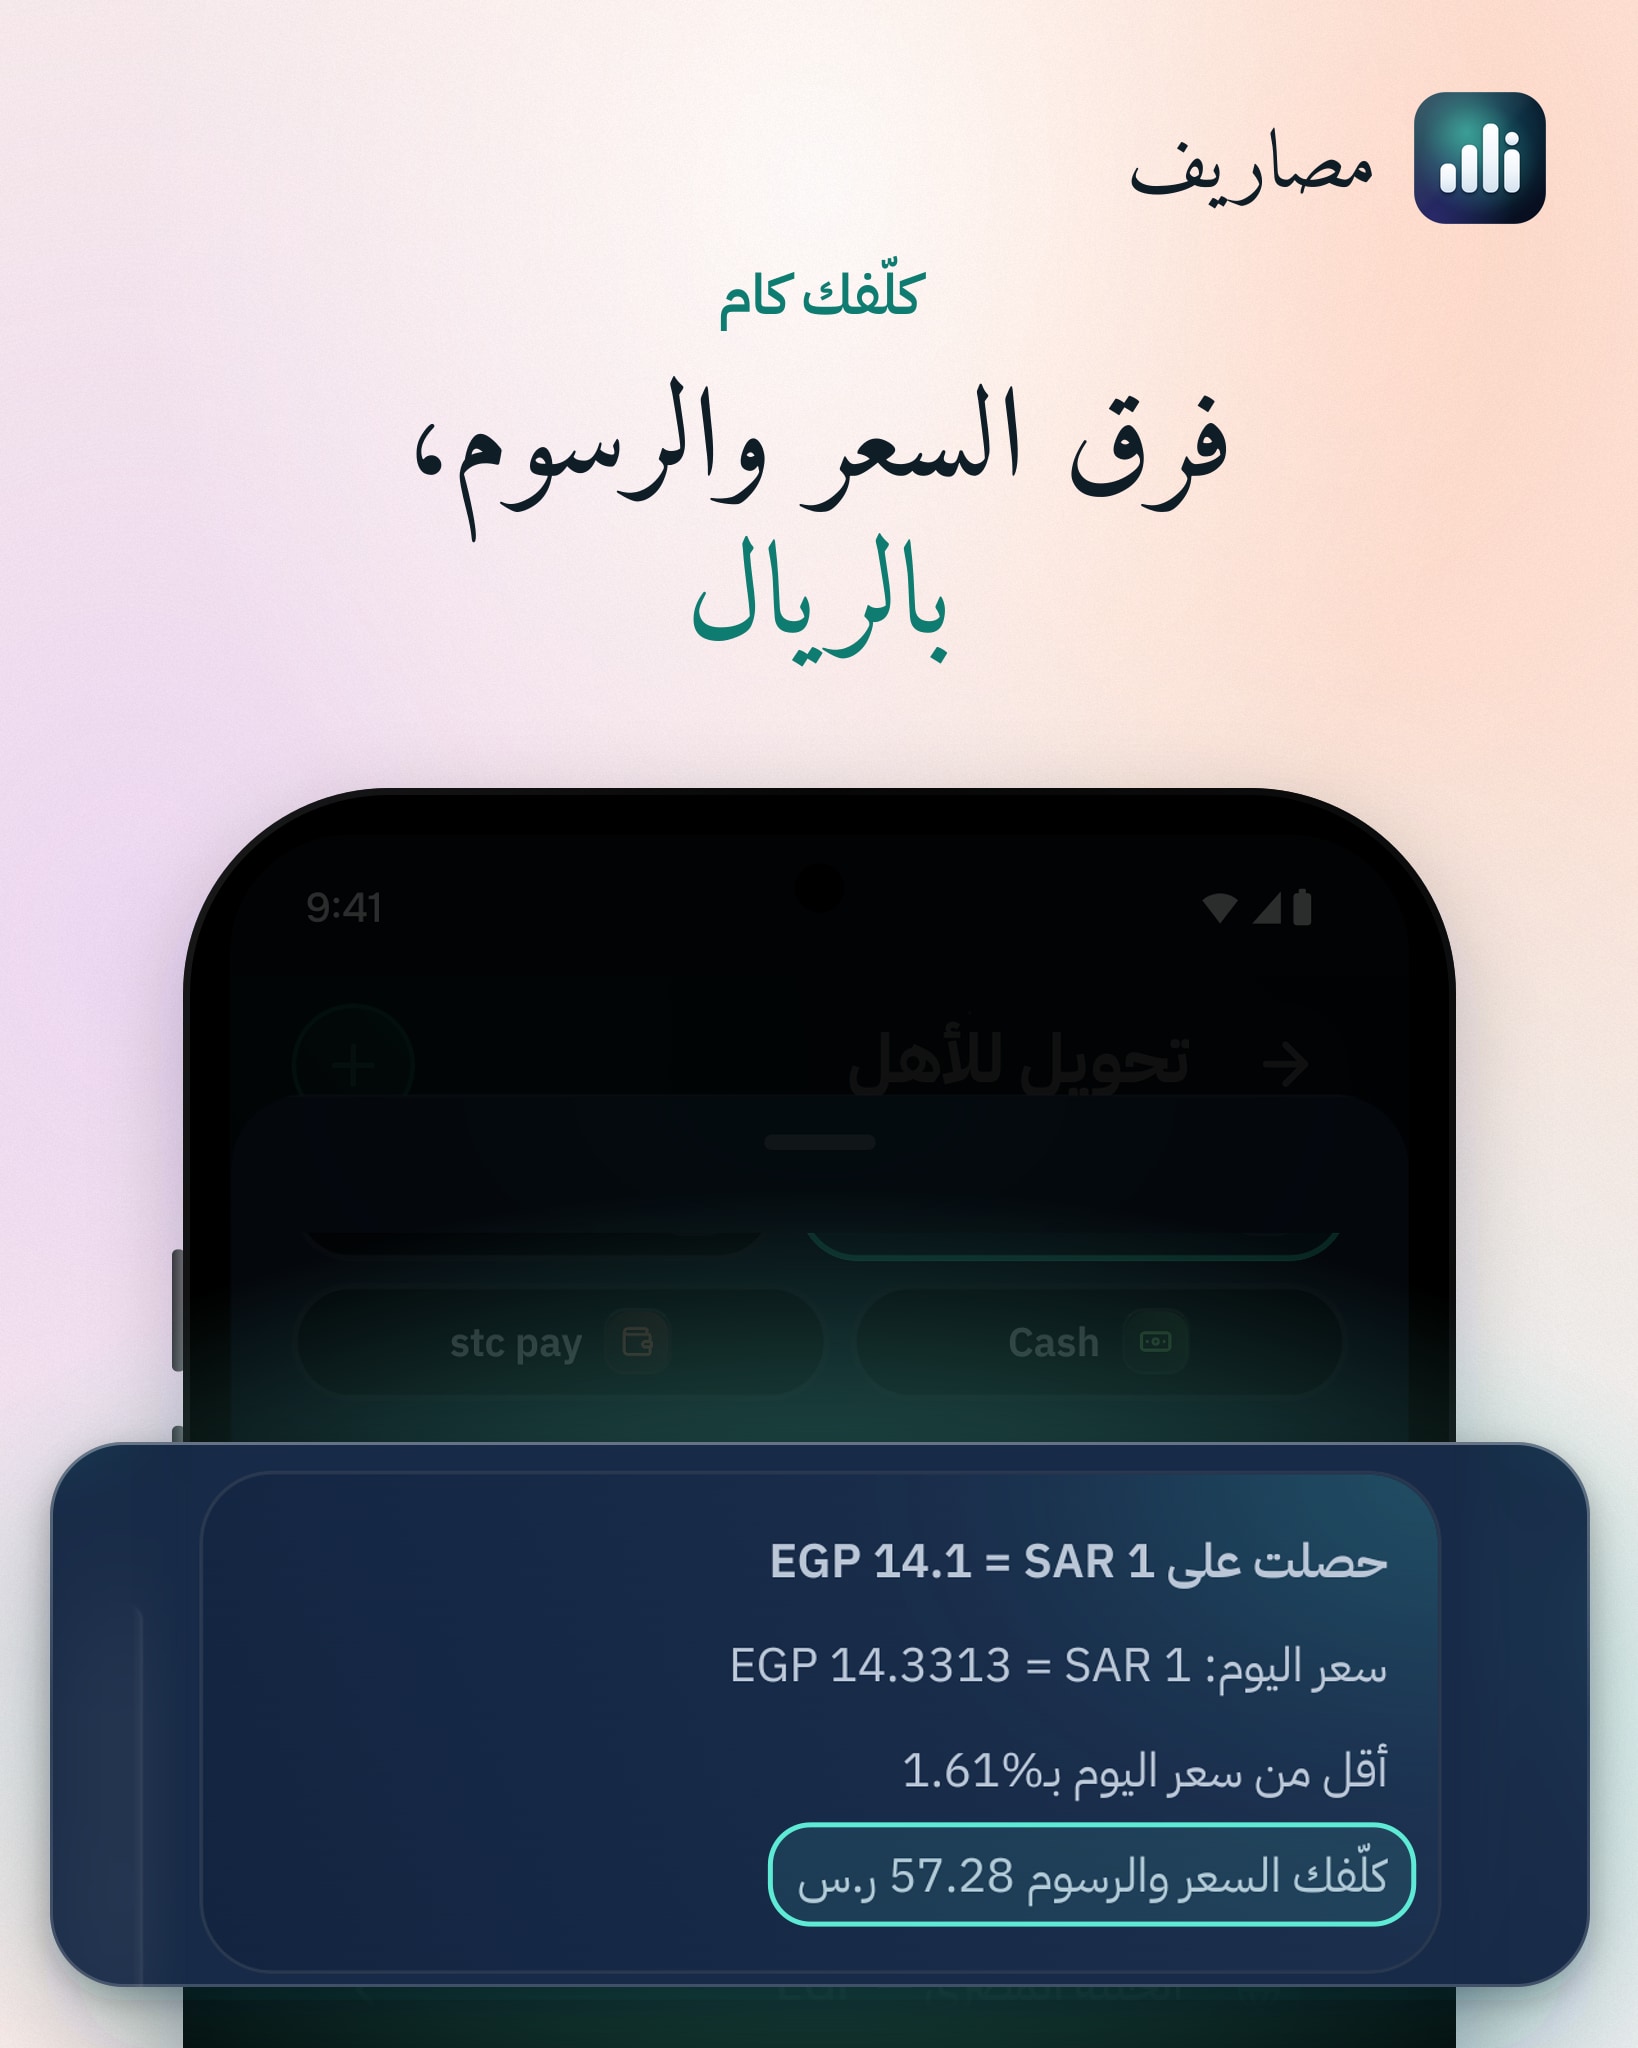 مصاريف
كلّفك كام
فرق السعر والرسوم،
بالريال
9:41
تحويل للأهل
Cash
stc pay
حصلت على 1 SAR = 14.1 EGP
سعر اليوم: 1 SAR = 14.3313 EGP
أقل من سعر اليوم بـ1.61%
كلّفك السعر والرسوم 57.28 ر.س